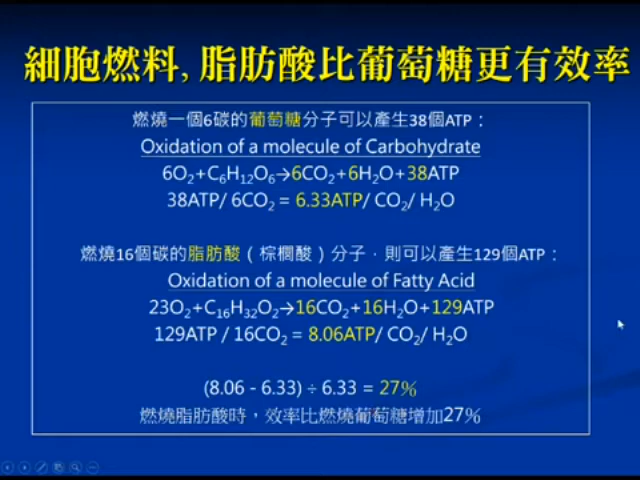 細胞燃料, 脂肪酸比葡萄糖更有效率
燃燒一個6碳的葡萄糖分子可以產生38個ATP：
Oxidation of a molecule of Carbohydrate
6O₂+C₆H₁₂O₆→6CO₂+6H₂O+38ATP
38ATP/ 6CO₂ = 6.33ATP/ CO₂/ H₂O
燃燒16個碳的脂肪酸（棕櫚酸）分子，則可以產生129個ATP：
Oxidation of a molecule of Fatty Acid
23O₂+C₁₆H₃₂O₂→16CO₂+16H₂O+129ATP
129ATP / 16CO₂ = 8.06ATP/ CO₂/ H₂O
(8.06 - 6.33) ÷ 6.33 = 27%
燃燒脂肪酸時，效率比燃燒葡萄糖增加27%